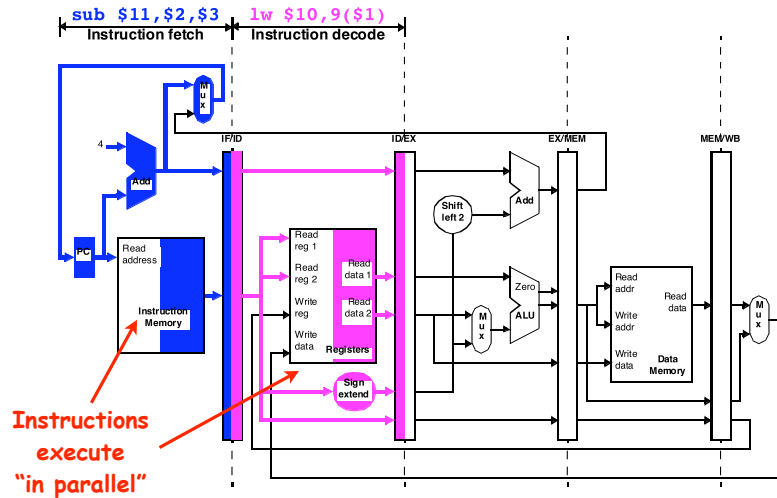 sub $11,$2,$3
lw $10,9($1)
Instruction fetch
Instruction decode
M
u
x
IF/ID
ID/EX
EX/MEM
MEM/WB
4
Add
Add
Shift
left 2
PC
Read
address
Instruction
Memory
Read
reg 1
Read
reg 2
Write
reg
Write
data
Read
data 1
Read
data 2
Registers
Sign
extend
M
u
x
Zero
ALU
Read
addr
Write
addr
Write
data
Read
data
Data
Memory
M
u
x
Instructions
execute
“in parallel”